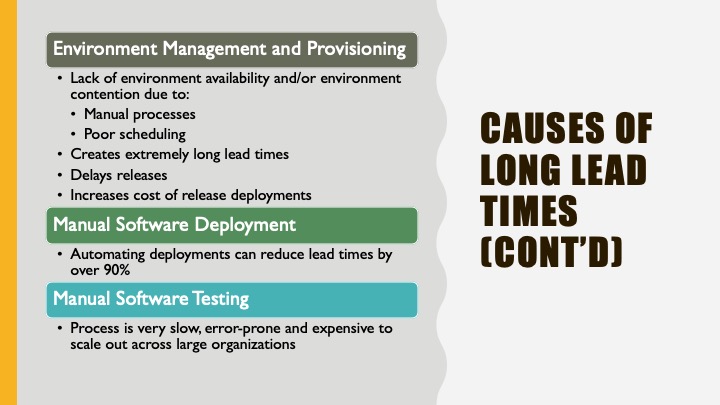 Environment Management and Provisioning
• Lack of environment availability and/or environment
contention due to:
• Manual processes
• Poor scheduling
• Creates extremely long lead times
• Delays releases
• Increases cost of release deployments
Manual Software Deployment
• Automating deployments can reduce lead times by
over 90%
Manual Software Testing
• Process is very slow, error-prone and expensive to
scale out across large organizations
CAUSES OF
LONG LEAD
TIMES
(CONT’D)